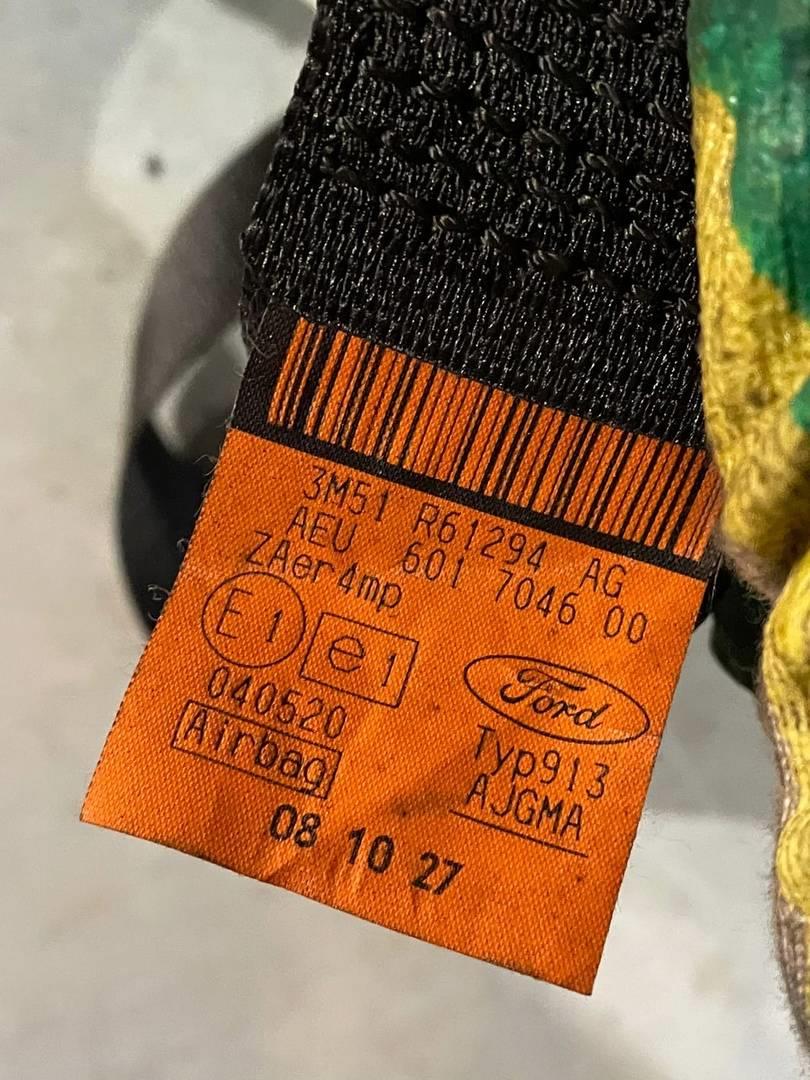 3M51 R61294 AG
AEU 601 7046 00
ZAer4mp
E1 e1
Ford
040520
Typ913
Airbag
AJGMA
08 10 27